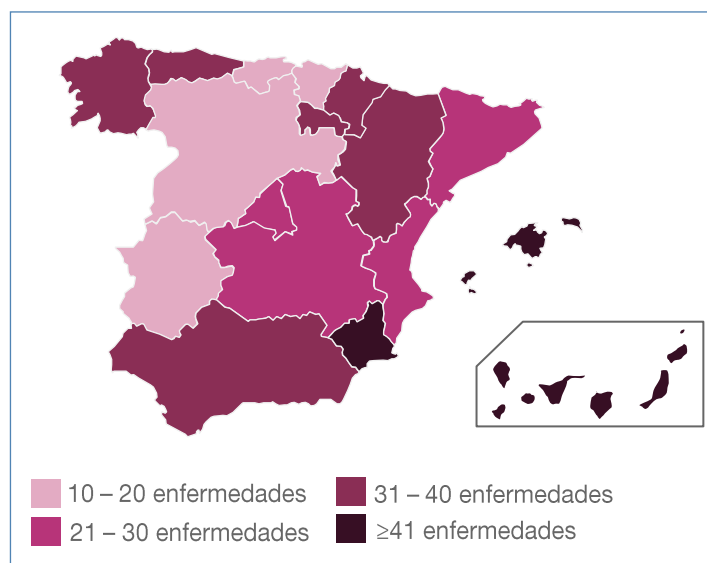 10 – 20 enfermedades
21 – 30 enfermedades
31 – 40 enfermedades
≥41 enfermedades